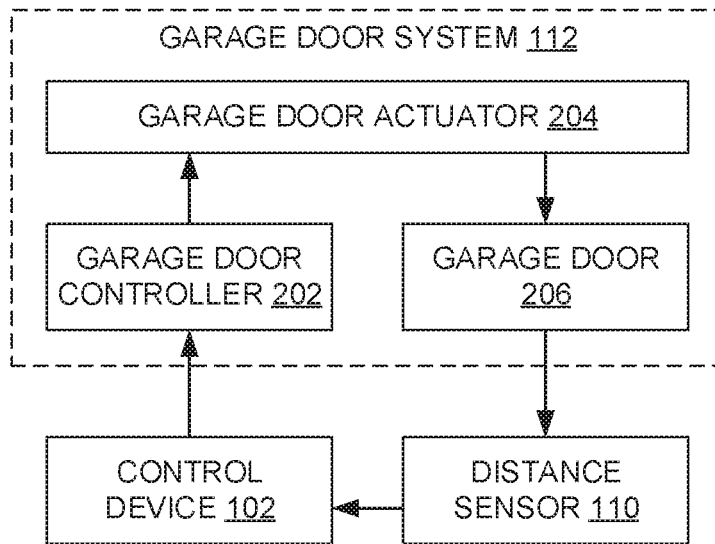 GARAGE DOOR SYSTEM 112
GARAGE DOOR ACTUATOR 204
GARAGE DOOR
CONTROLLER 202
GARAGE DOOR
206
CONTROL
DEVICE 102
DISTANCE
SENSOR 110